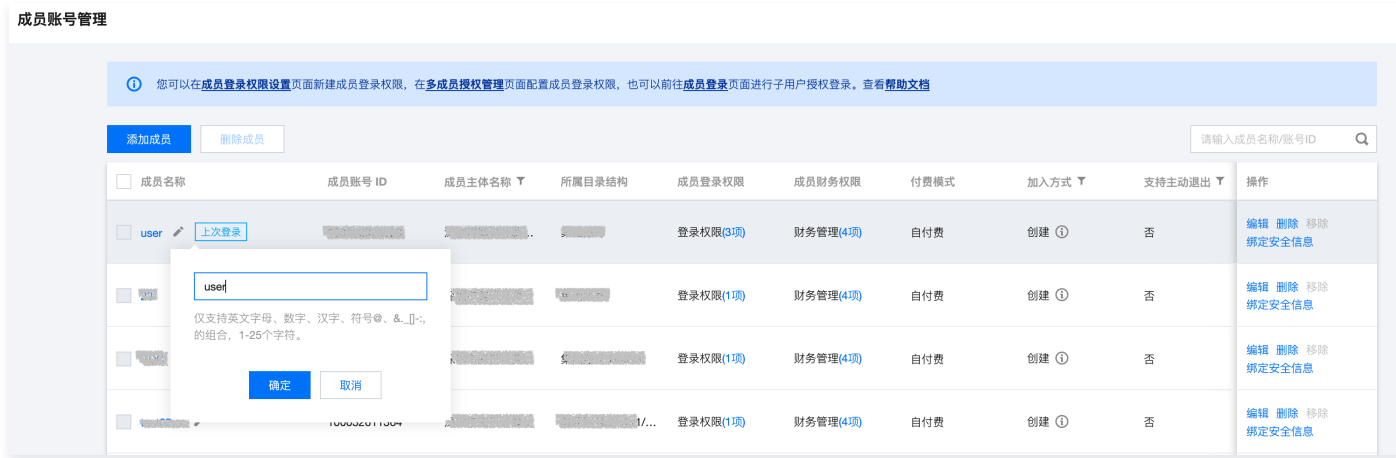 成员账号管理
您可以在成员登录权限设置页面新建成员登录权限，在多成员授权管理页面配置成员登录权限，也可以前往成员登录页面进行子用户授权登录。查看帮助文档
添加成员 删除成员 请输入成员名称/账号ID
成员名称 成员账号 ID 成员主体名称 所属目录结构 成员登录权限 成员财务权限 付费模式 加入方式 支持主动退出 操作
user 上次登录 登录权限(3项) 财务管理(4项) 自付费 创建 否 编辑 删除 移除
绑定安全信息
user
仅支持英文字母、数字、汉字、符号@、&._[]-:,
的组合，1-25个字符。
确定 取消
登录权限(1项) 财务管理(4项) 自付费 创建 否 编辑 删除 移除
绑定安全信息
登录权限(1项) 财务管理(4项) 自付费 创建 否 编辑 删除 移除
绑定安全信息
登录权限(1项) 财务管理(4项) 自付费 创建 否 编辑 删除 移除
绑定安全信息